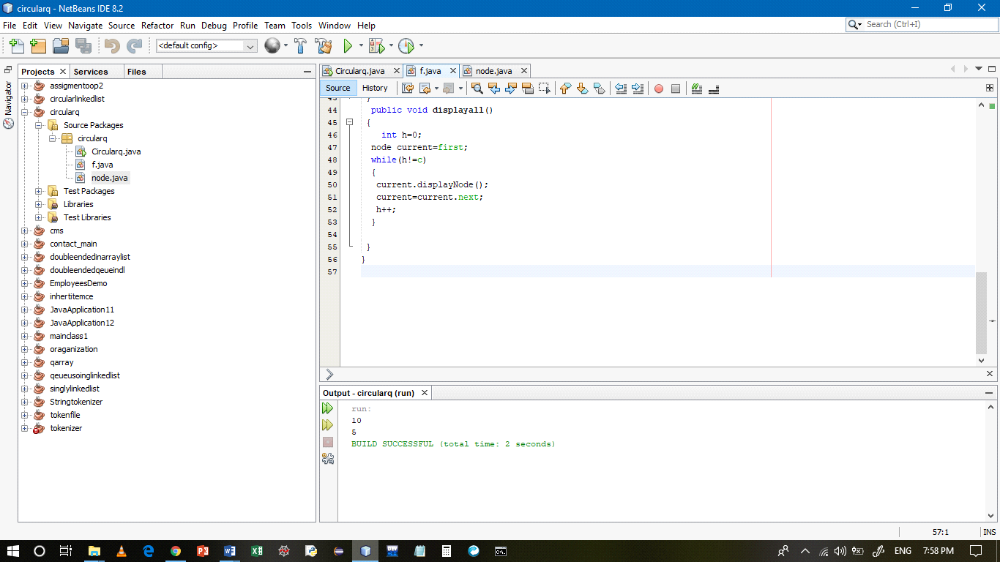 circularq - NetBeans IDE 8.2
File Edit View Navigate Source Refactor Run Debug Profile Team Tools Window Help
Search (Ctrl+I)
<default config>
Projects Services Files
Navigator
assigmentoop2
circularlinkedlist
circularq
Source Packages
circularq
Circularq.java
f.java
node.java
Test Packages
Libraries
Test Libraries
cms
contact_main
doubleendedinarraylist
doubleendedqeueindl
EmployeesDemo
inhertitemce
JavaApplication11
JavaApplication12
mainclass1
oraganization
qarray
qeueusoinglinkedlist
singlylinkedlist
Stringtokenizer
tokenfile
tokenizer
Circularq.java f.java node.java
Source History
43 }
44 public void displayall()
45 {
46 int h=0;
47 node current=first;
48 while(h!=c)
49 {
50 current.displayNode();
51 current=current.next;
52 h++;
53 }
54
55 }
56 }
57
Output - circularq (run)
run:
10
5
BUILD SUCCESSFUL (total time: 2 seconds)
57:1 INS
ENG 7:58 PM